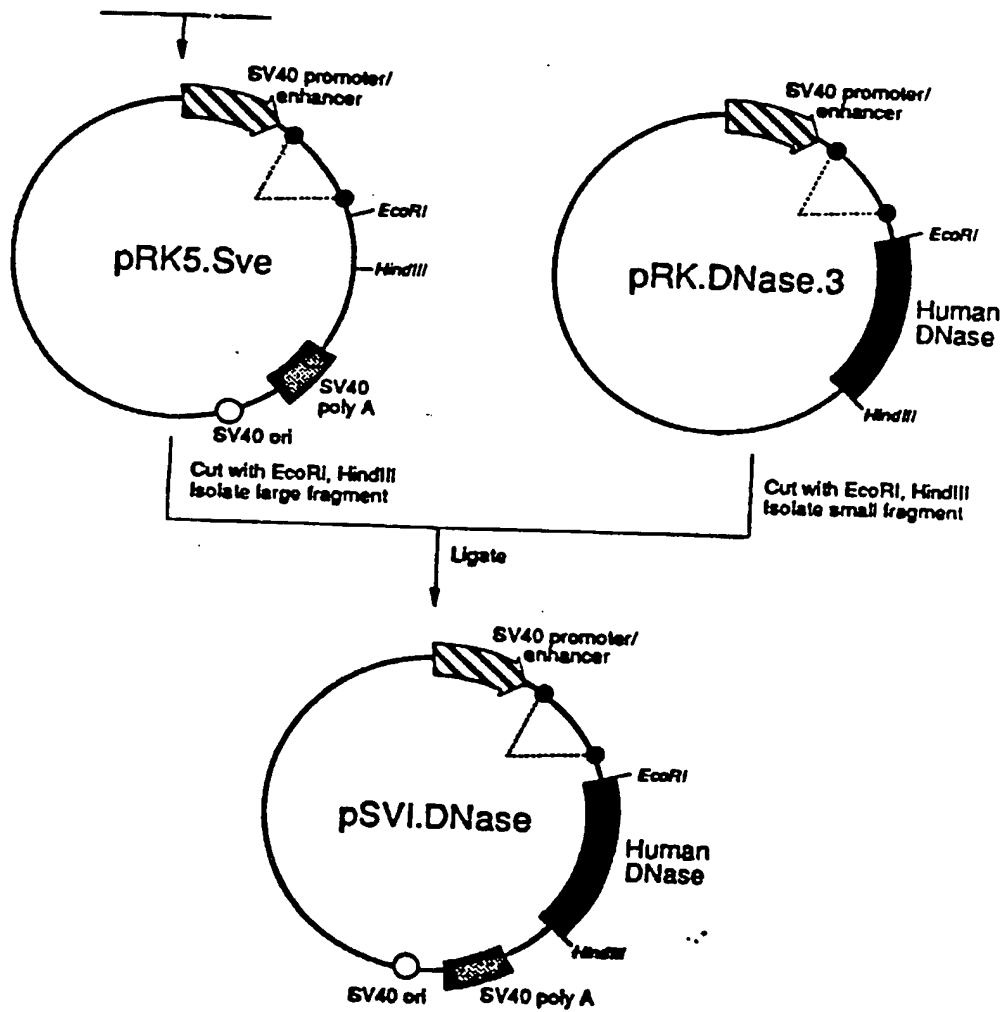 SV40 promoter/
enhancer
EcoRI
HindIII
pRK5.Sve
SV40
poly A
SV40 ori
Cut with EcoRI, HindIII
Isolate large fragment
SV40 promoter/
enhancer
EcoRI
pRK.DNase.3
Human
DNase
HindIII
Cut with EcoRI, HindIII
Isolate small fragment
Ligate
SV40 promoter/
enhancer
EcoRI
pSVI.DNase
Human
DNase
HindIII
SV40 ori
SV40 poly A